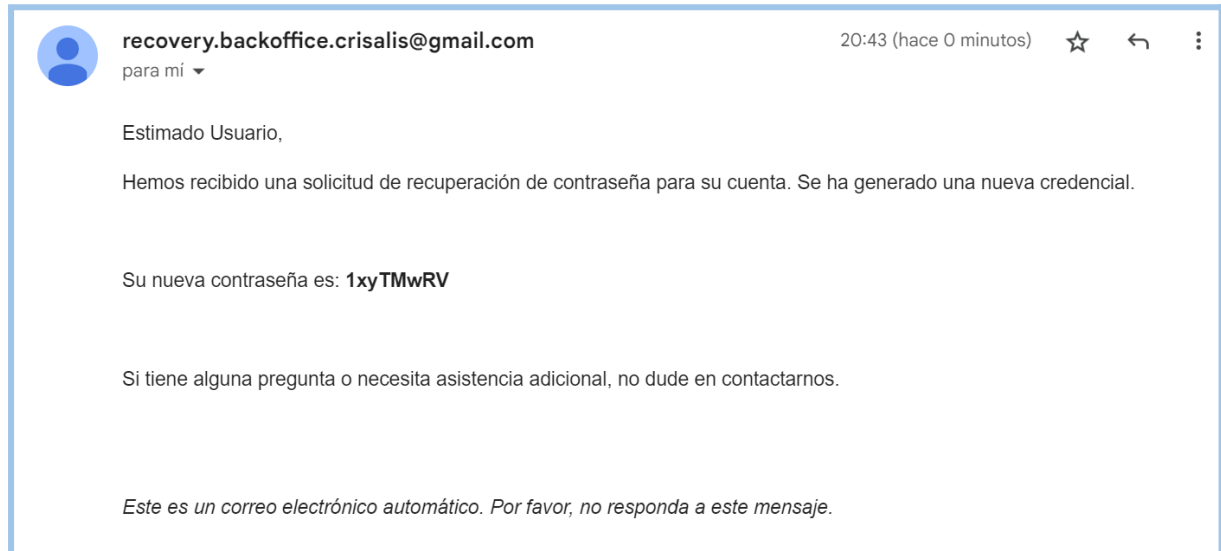 recovery.backoffice.crisalis@gmail.com
20:43 (hace 0 minutos)
para mí
Estimado Usuario,
Hemos recibido una solicitud de recuperación de contraseña para su cuenta. Se ha generado una nueva credencial.
Su nueva contraseña es: 1xyTMwRV
Si tiene alguna pregunta o necesita asistencia adicional, no dude en contactarnos.
Este es un correo electrónico automático. Por favor, no responda a este mensaje.